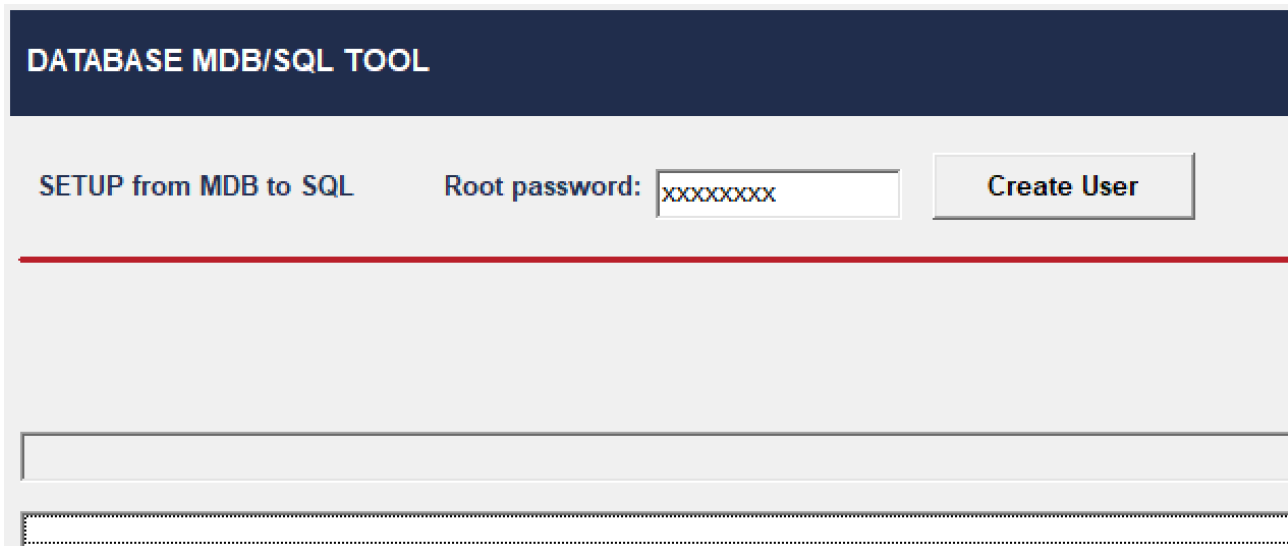 DATABASE MDB/SQL TOOL
SETUP from MDB to SQL Root password: xxxxxxxx Create User